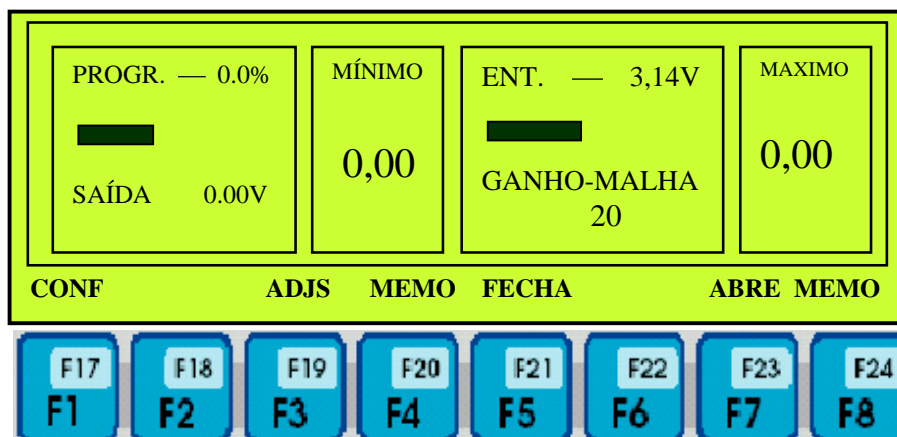 PROGR. — 0.0%
SAÍDA 0.00V
MÍNIMO
0,00
ENT. — 3,14V
GANHO-MALHA
20
MAXIMO
0,00
CONF ADJS MEMO FECHA ABRE MEMO
F17 F18 F19 F20 F21 F22 F23 F24
F1 F2 F3 F4 F5 F6 F7 F8